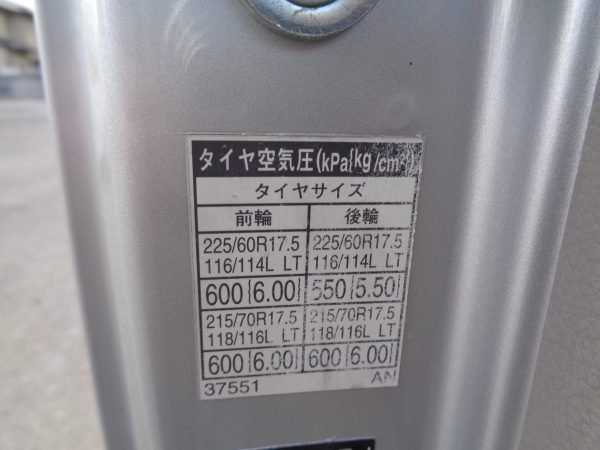 タイヤ空気圧(kPa{kg/cm²})
タイヤサイズ
前輪 後輪
225/60R17.5 225/60R17.5
116/114L LT 116/114L LT
600{6.00} 550{5.50}
215/70R17.5 215/70R17.5
118/116L LT 118/116L LT
600{6.00} 600{6.00}
37551 AN